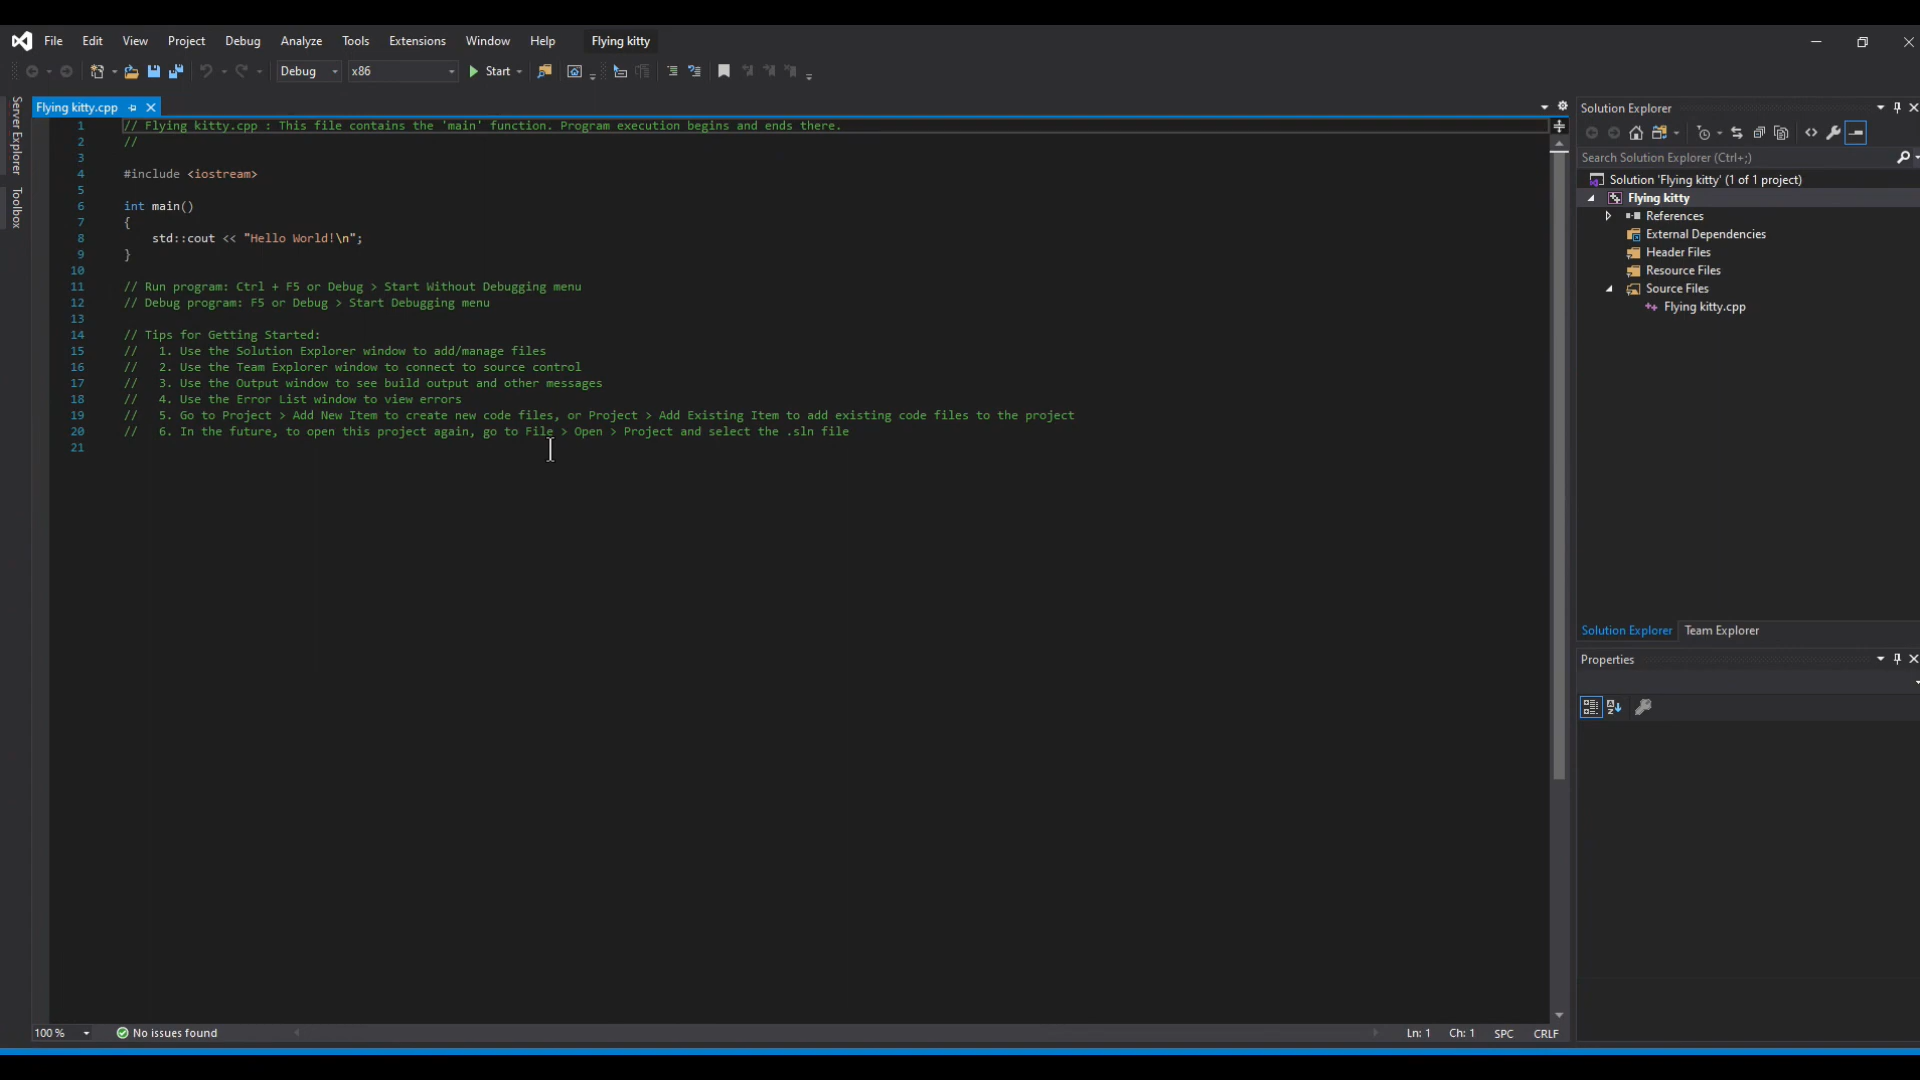 File Edit View Project Debug Analyze Tools Extensions Window Help Flying kitty
Debug x86 Start
Server Explorer
Toolbox
Flying kitty.cpp
1 // Flying kitty.cpp : This file contains the 'main' function. Program execution begins and ends there.
2 //
3
4 #include <iostream>
5
6 int main()
7 {
8 std::cout << "Hello World!\n";
9 }
10
11 // Run program: Ctrl + F5 or Debug > Start Without Debugging menu
12 // Debug program: F5 or Debug > Start Debugging menu
13
14 // Tips for Getting Started:
15 // 1. Use the Solution Explorer window to add/manage files
16 // 2. Use the Team Explorer window to connect to source control
17 // 3. Use the Output window to see build output and other messages
18 // 4. Use the Error List window to view errors
19 // 5. Go to Project > Add New Item to create new code files, or Project > Add Existing Item to add existing code files to the project
20 // 6. In the future, to open this project again, go to File > Open > Project and select the .sln file
21
100 % No issues found Ln: 1 Ch: 1 SPC CRLF
Solution Explorer
Search Solution Explorer (Ctrl+;)
Solution 'Flying kitty' (1 of 1 project)
Flying kitty
References
External Dependencies
Header Files
Resource Files
Source Files
Flying kitty.cpp
Solution Explorer Team Explorer
Properties